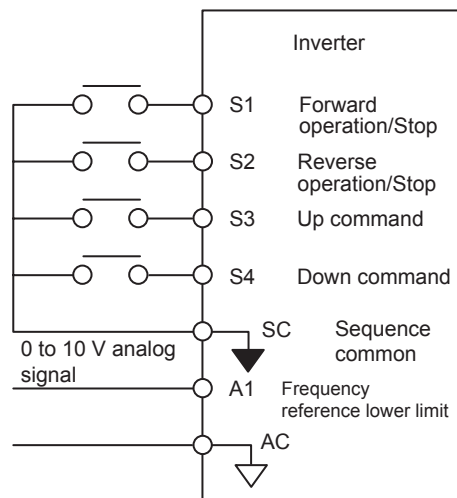 Inverter
S1 Forward
operation/Stop
S2 Reverse
operation/Stop
S3 Up command
S4 Down command
SC Sequence
common
0 to 10 V analog
signal
A1 Frequency
reference lower limit
AC